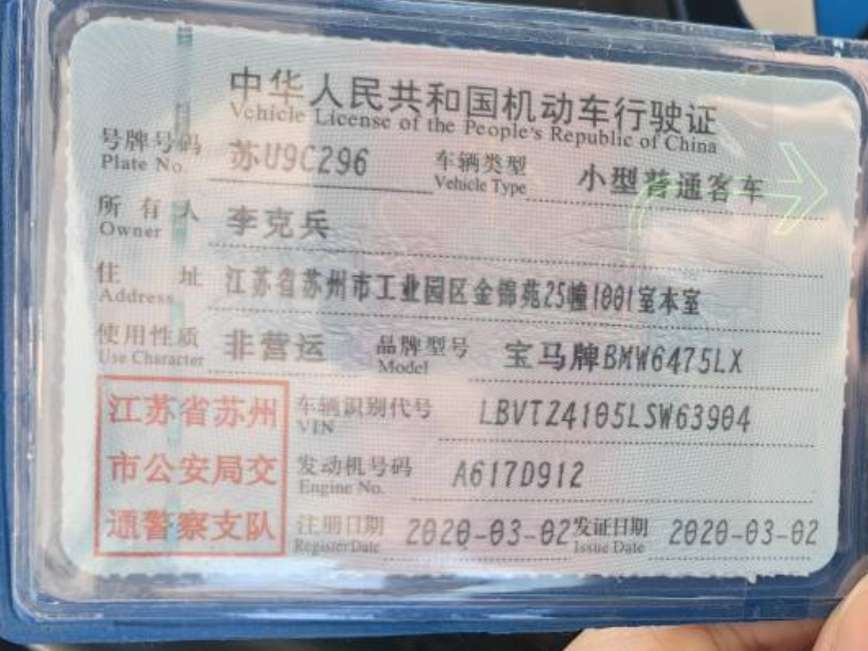 中华人民共和国机动车行驶证
Vehicle License of the People's Republic of China
号牌号码 苏U9C296 车辆类型 小型普通客车
Plate No. Vehicle Type
所有人 李克兵
Owner
住址 江苏省苏州市工业园区金锦苑25幢1001室本室
Address
使用性质 非营运 品牌型号 宝马牌BMW6475LX
Use Character Model
江苏省苏州 车辆识别代号 LBVTZ4105LSW63904
VIN
市公安局交 发动机号码 A617D912
Engine No.
通警察支队 注册日期 2020-03-02 发证日期 2020-03-02
Register Date Issue Date